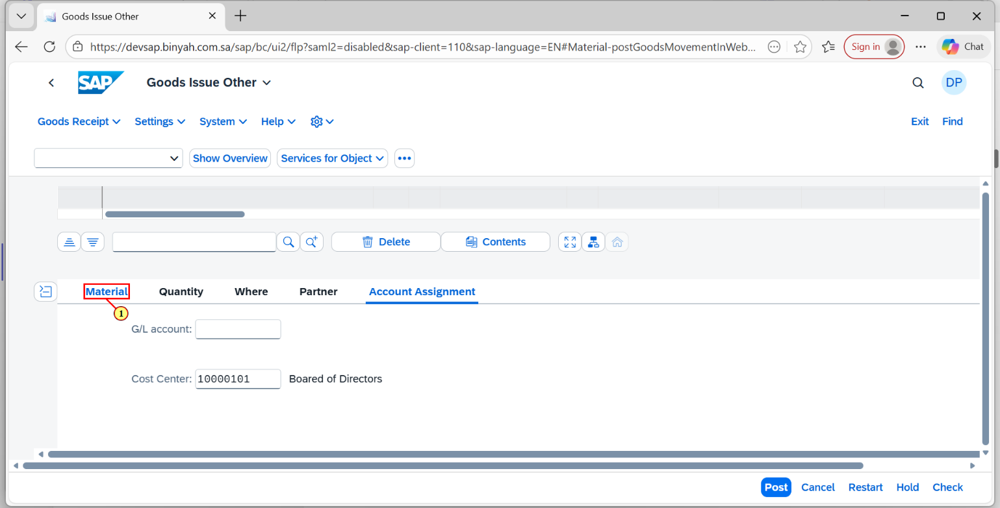 Goods Issue Other
https://devsap.binyah.com.sa/sap/bc/ui2/flp?saml2=disabled&sap-client=110&sap-language=EN#Material-postGoodsMovementInWeb...
Sign in
Chat
SAP
Goods Issue Other
DP
Goods Receipt
Settings
System
Help
Exit
Find
Show Overview
Services for Object
Delete
Contents
Material
Quantity
Where
Partner
Account Assignment
1
G/L account:
Cost Center: 10000101 Boared of Directors
Post
Cancel
Restart
Hold
Check